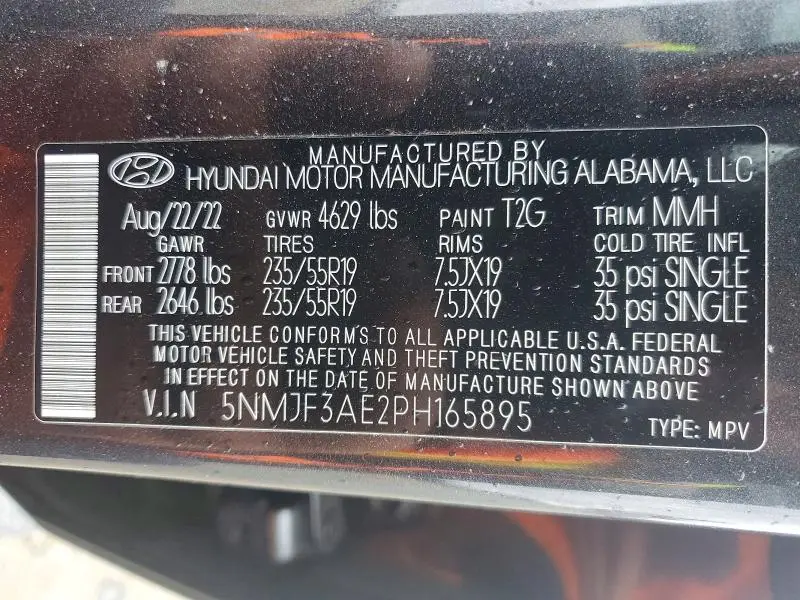 MANUFACTURED BY
HYUNDAI MOTOR MANUFACTURING ALABAMA, LLC
Aug/22/22 GVWR 4629 lbs PAINT T2G TRIM MMH
GAWR TIRES RIMS COLD TIRE INFL
FRONT 2778 lbs 235/55R19 7.5JX19 35 psi SINGLE
REAR 2646 lbs 235/55R19 7.5JX19 35 psi SINGLE
THIS VEHICLE CONFORMS TO ALL APPLICABLE U.S.A. FEDERAL
MOTOR VEHICLE SAFETY AND THEFT PREVENTION STANDARDS
IN EFFECT ON THE DATE OF MANUFACTURE SHOWN ABOVE
V.I.N 5NMJF3AE2PH165895
TYPE: MPV